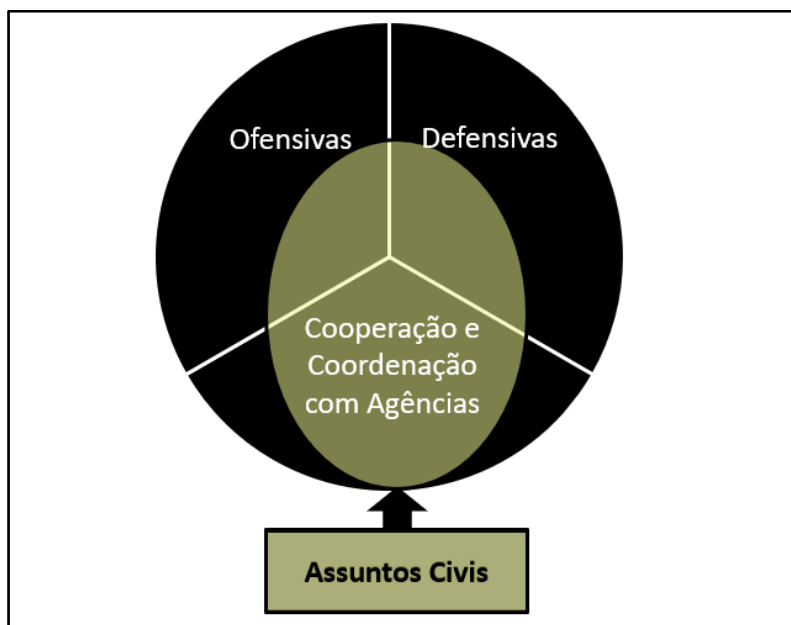 Ofensivas
Defensivas
Cooperação e
Coordenação
com Agências
Assuntos Civis